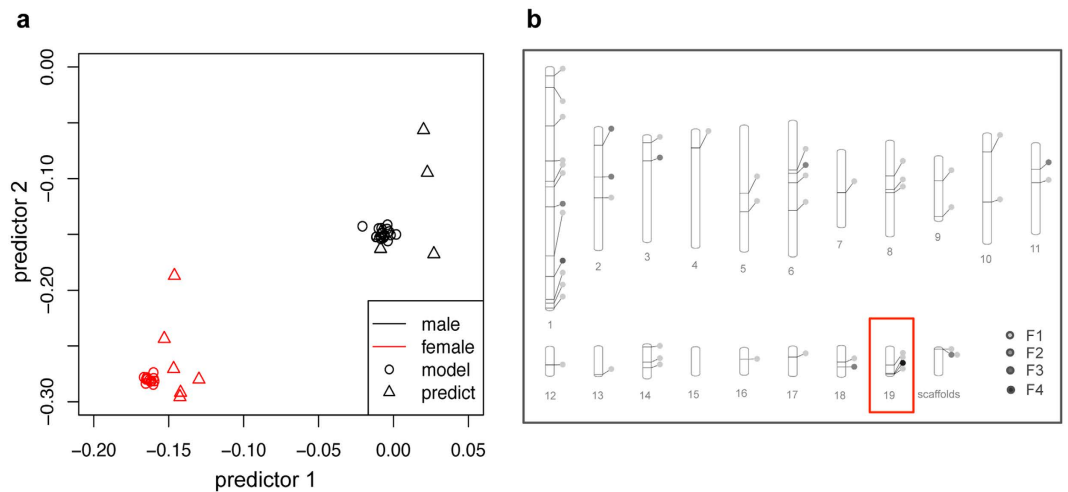 a
b
0.00
−0.10
−0.20
−0.30
predictor 2
male
female
model
predict
−0.20
−0.15
−0.10
−0.05
0.00
0.05
predictor 1
1
2
3
4
5
6
7
8
9
10
11
12
13
14
15
16
17
18
19
scaffolds
F1
F2
F3
F4